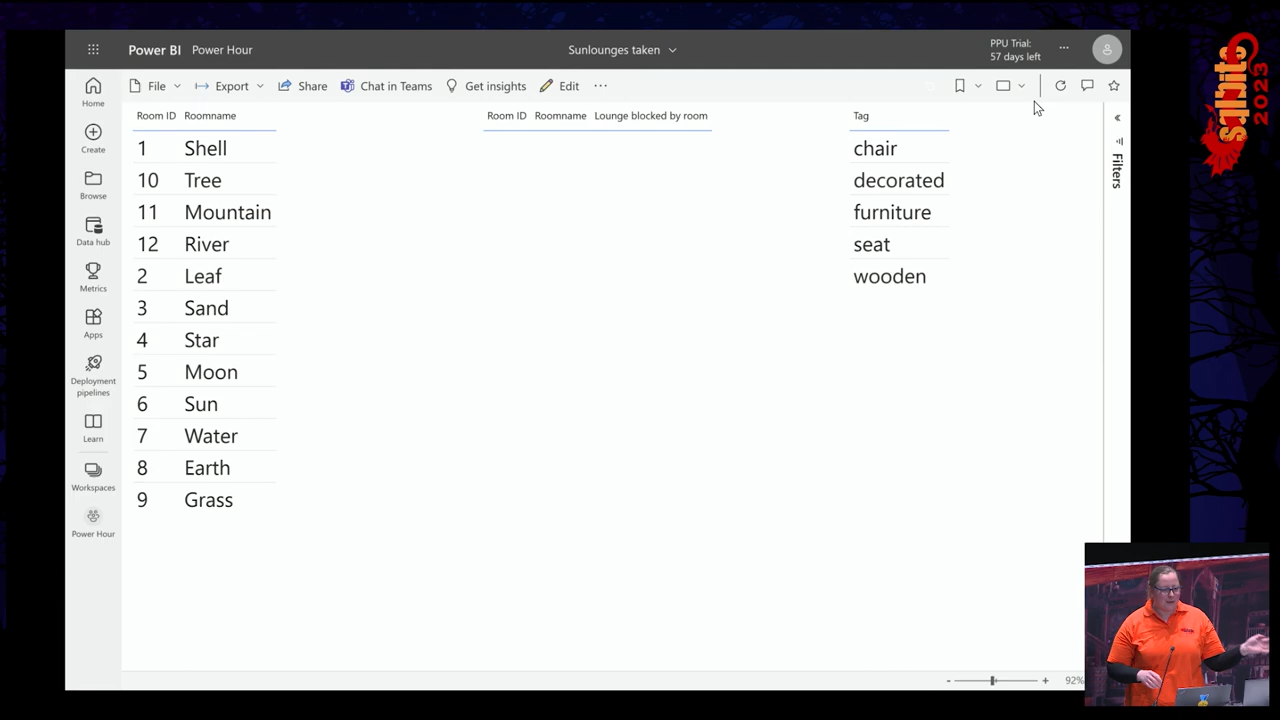 Power BI Power Hour
Sunlounges taken
PPU Trial:
57 days left
File Export Share Chat in Teams Get insights Edit
Home
Create
Browse
Data hub
Metrics
Apps
Deployment
pipelines
Learn
Workspaces
Power Hour
Room ID Roomname
1 Shell
10 Tree
11 Mountain
12 River
2 Leaf
3 Sand
4 Star
5 Moon
6 Sun
7 Water
8 Earth
9 Grass
Room ID Roomname Lounge blocked by room
Tag
chair
decorated
furniture
seat
wooden
Filters
92%
sqlbits
2023